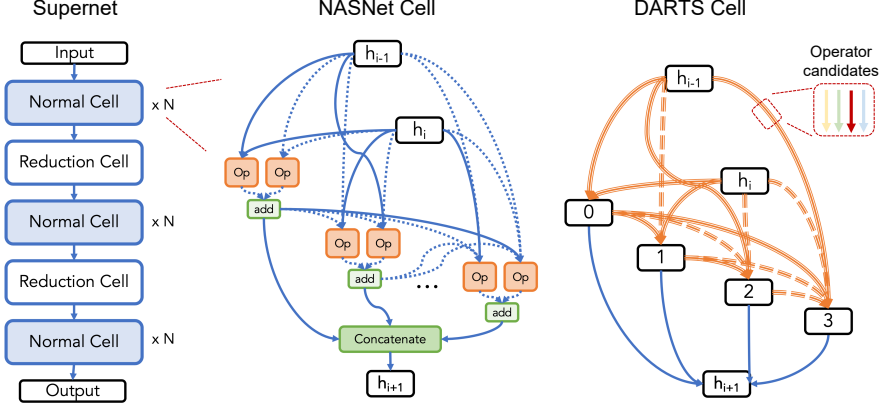 Supernet
Input
Normal Cell
x N
Reduction Cell
Normal Cell
x N
Reduction Cell
Normal Cell
x N
Output
NASNet Cell
hi-1
hi
Op
Op
add
Op
Op
add
...
Op
Op
add
Concatenate
hi+1
DARTS Cell
Operator
candidates
hi-1
hi
0
1
2
3
hi+1